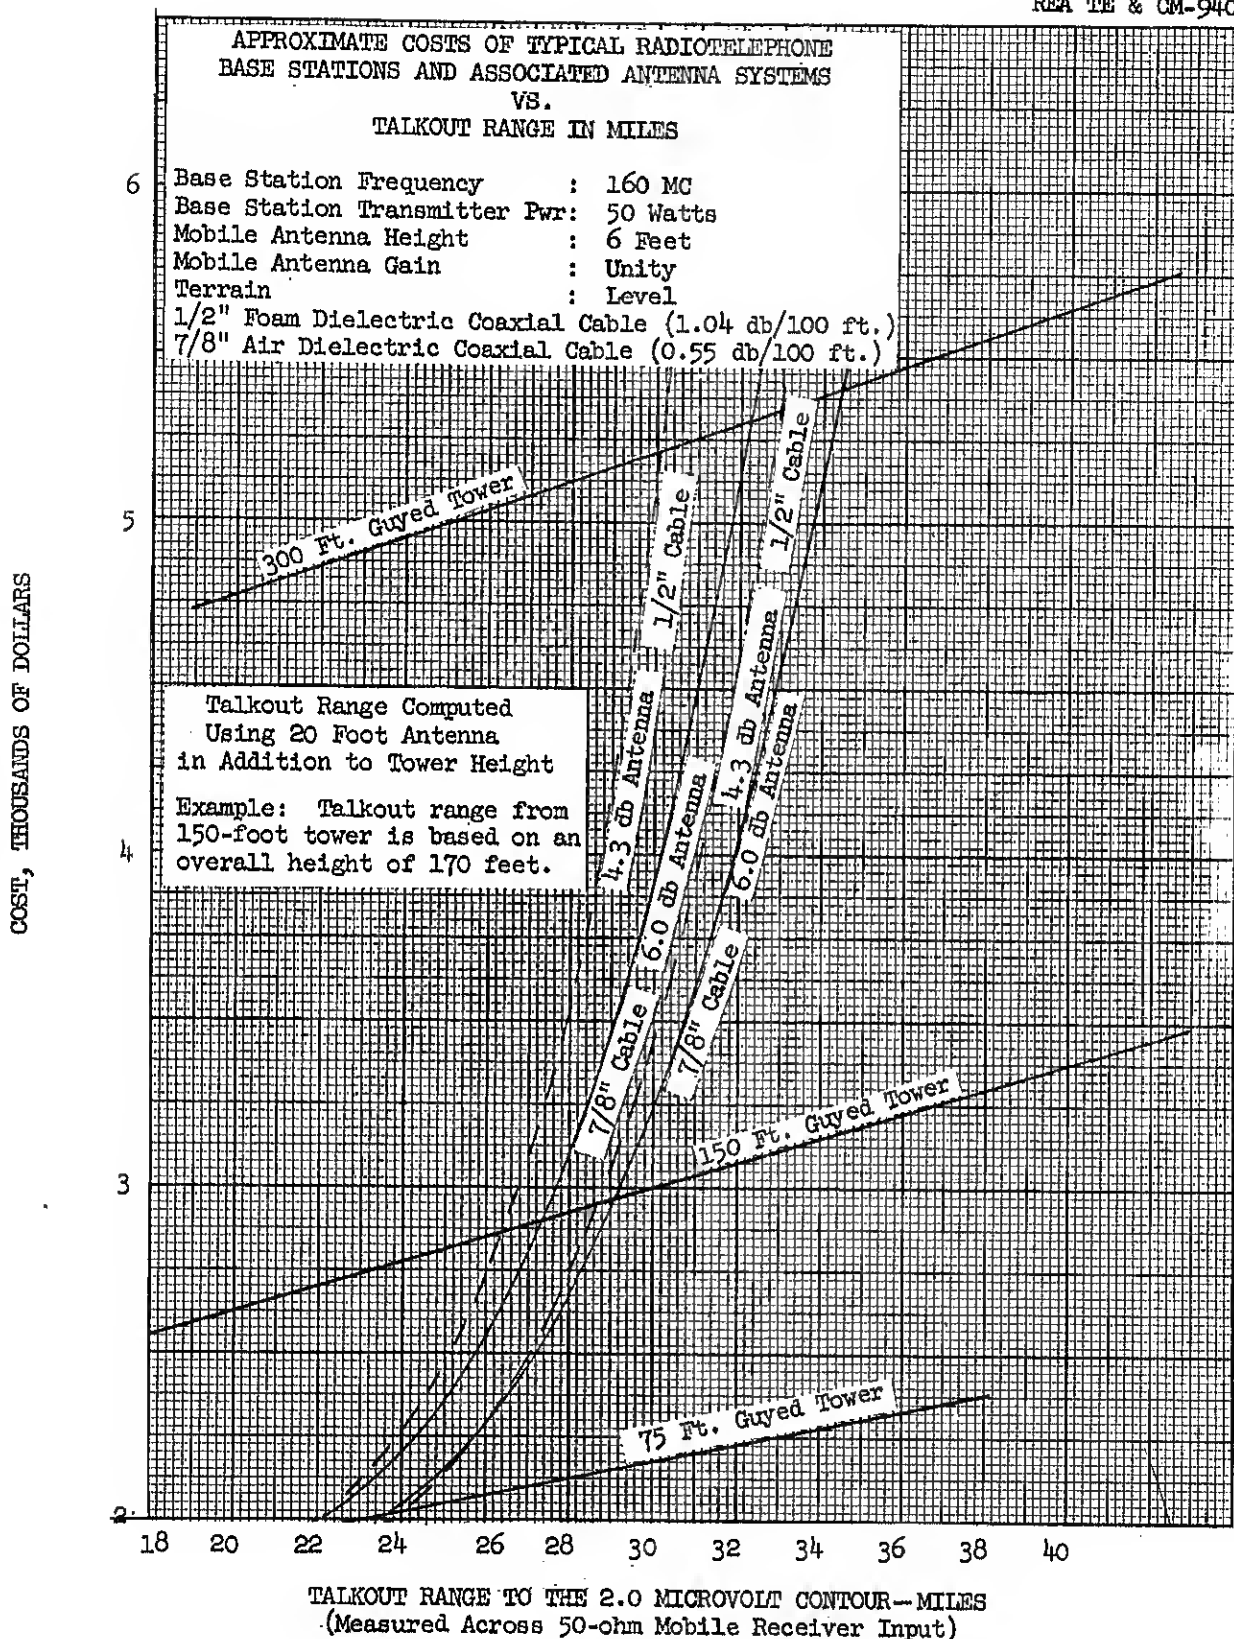 REA TE & CM-940
APPROXIMATE COSTS OF TYPICAL RADIOTELEPHONE
BASE STATIONS AND ASSOCIATED ANTENNA SYSTEMS
VS.
TALKOUT RANGE IN MILES
Base Station Frequency : 160 MC
Base Station Transmitter Pwr: 50 Watts
Mobile Antenna Height : 6 Feet
Mobile Antenna Gain : Unity
Terrain : Level
1/2" Foam Dielectric Coaxial Cable (1.04 db/100 ft.)
7/8" Air Dielectric Coaxial Cable (0.55 db/100 ft.)
6
5
4
3
2
COST, THOUSANDS OF DOLLARS
300 Ft. Guyed Tower
4.3 db Antenna 1/2" Cable
7/8" Cable 6.0 db Antenna
4.3 db Antenna 1/2" Cable
7/8" Cable 6.0 db Antenna
Talkout Range Computed
Using 20 Foot Antenna
in Addition to Tower Height
Example: Talkout range from
150-foot tower is based on an
overall height of 170 feet.
150 Ft. Guyed Tower
75 Ft. Guyed Tower
18 20 22 24 26 28 30 32 34 36 38 40
TALKOUT RANGE TO THE 2.0 MICROVOLT CONTOUR-MILES
(Measured Across 50-ohm Mobile Receiver Input)